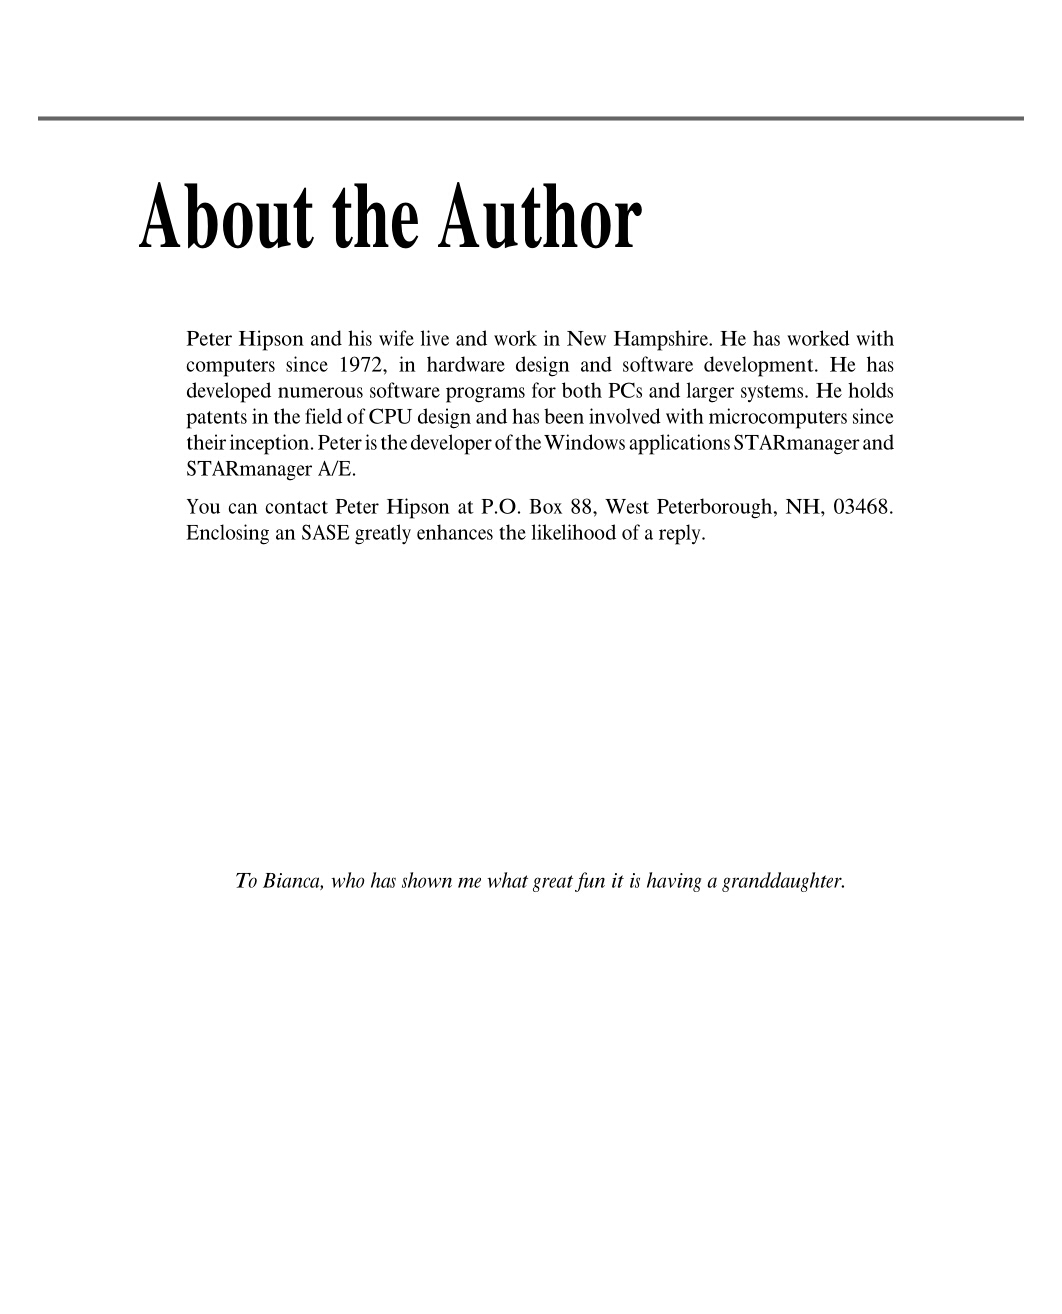 About the Author
Peter Hipson and his wife live and work in New Hampshire. He has worked with
computers since 1972, in hardware design and software development. He has
developed numerous software programs for both PCs and larger systems. He holds
patents in the field of CPU design and has been involved with microcomputers since
their inception. Peter is the developer of the Windows applications STARmanager and
STARmanager A/E.
You can contact Peter Hipson at P.O. Box 88, West Peterborough, NH, 03468.
Enclosing an SASE greatly enhances the likelihood of a reply.
To Bianca, who has shown me what great fun it is having a granddaughter.